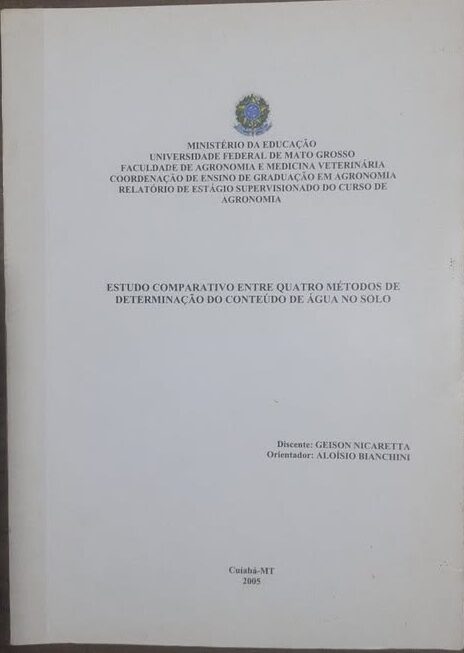 MINISTÉRIO DA EDUCAÇÃO
UNIVERSIDADE FEDERAL DE MATO GROSSO
FACULDADE DE AGRONOMIA E MEDICINA VETERINÁRIA
COORDENAÇÃO DE ENSINO DE GRADUAÇÃO EM AGRONOMIA
RELATÓRIO DE ESTÁGIO SUPERVISIONADO DO CURSO DE
AGRONOMIA
ESTUDO COMPARATIVO ENTRE QUATRO MÉTODOS DE
DETERMINAÇÃO DO CONTEÚDO DE ÁGUA NO SOLO
Discente: GEISON NICARETTA
Orientador: ALOÍSIO BIANCHINI
Cuiabá-MT
2005